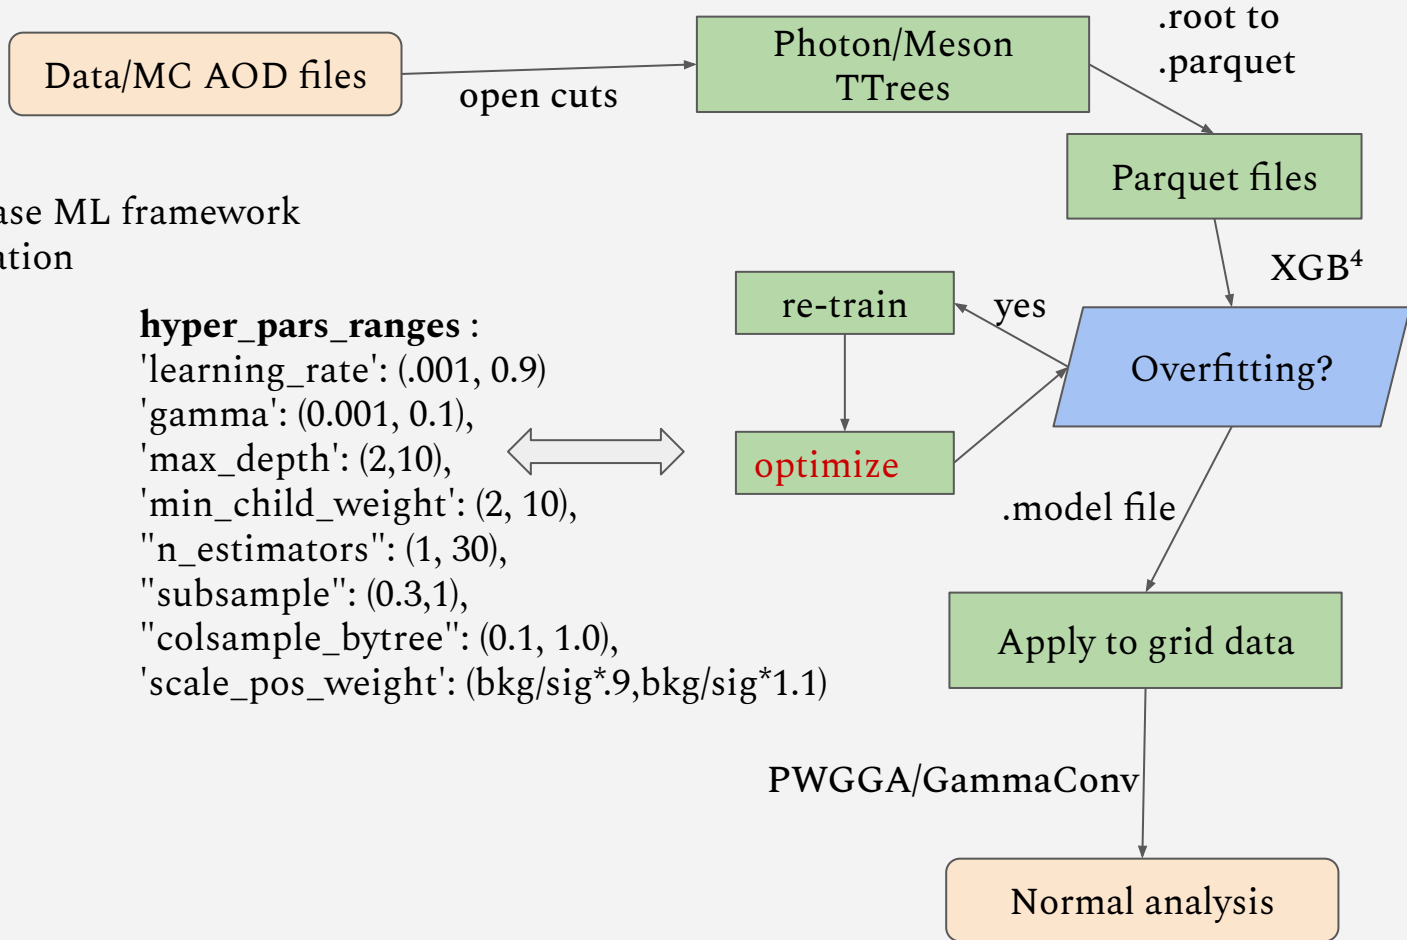 .root to
.parquet
Data/MC AOD files
open cuts
Photon/Meson
TTrees
Parquet files
ML framework
XGB⁴
re-train
yes
Overfitting?
optimize
.model file
hyper_pars_ranges :
'learning_rate': (.001, 0.9)
'gamma': (0.001, 0.1),
'max_depth': (2,10),
'min_child_weight': (2, 10),
"n_estimators": (1, 30),
"subsample": (0.3,1),
"colsample_bytree": (0.1, 1.0),
'scale_pos_weight': (bkg/sig*.9,bkg/sig*1.1)
Apply to grid data
PWGGA/GammaConv
Normal analysis